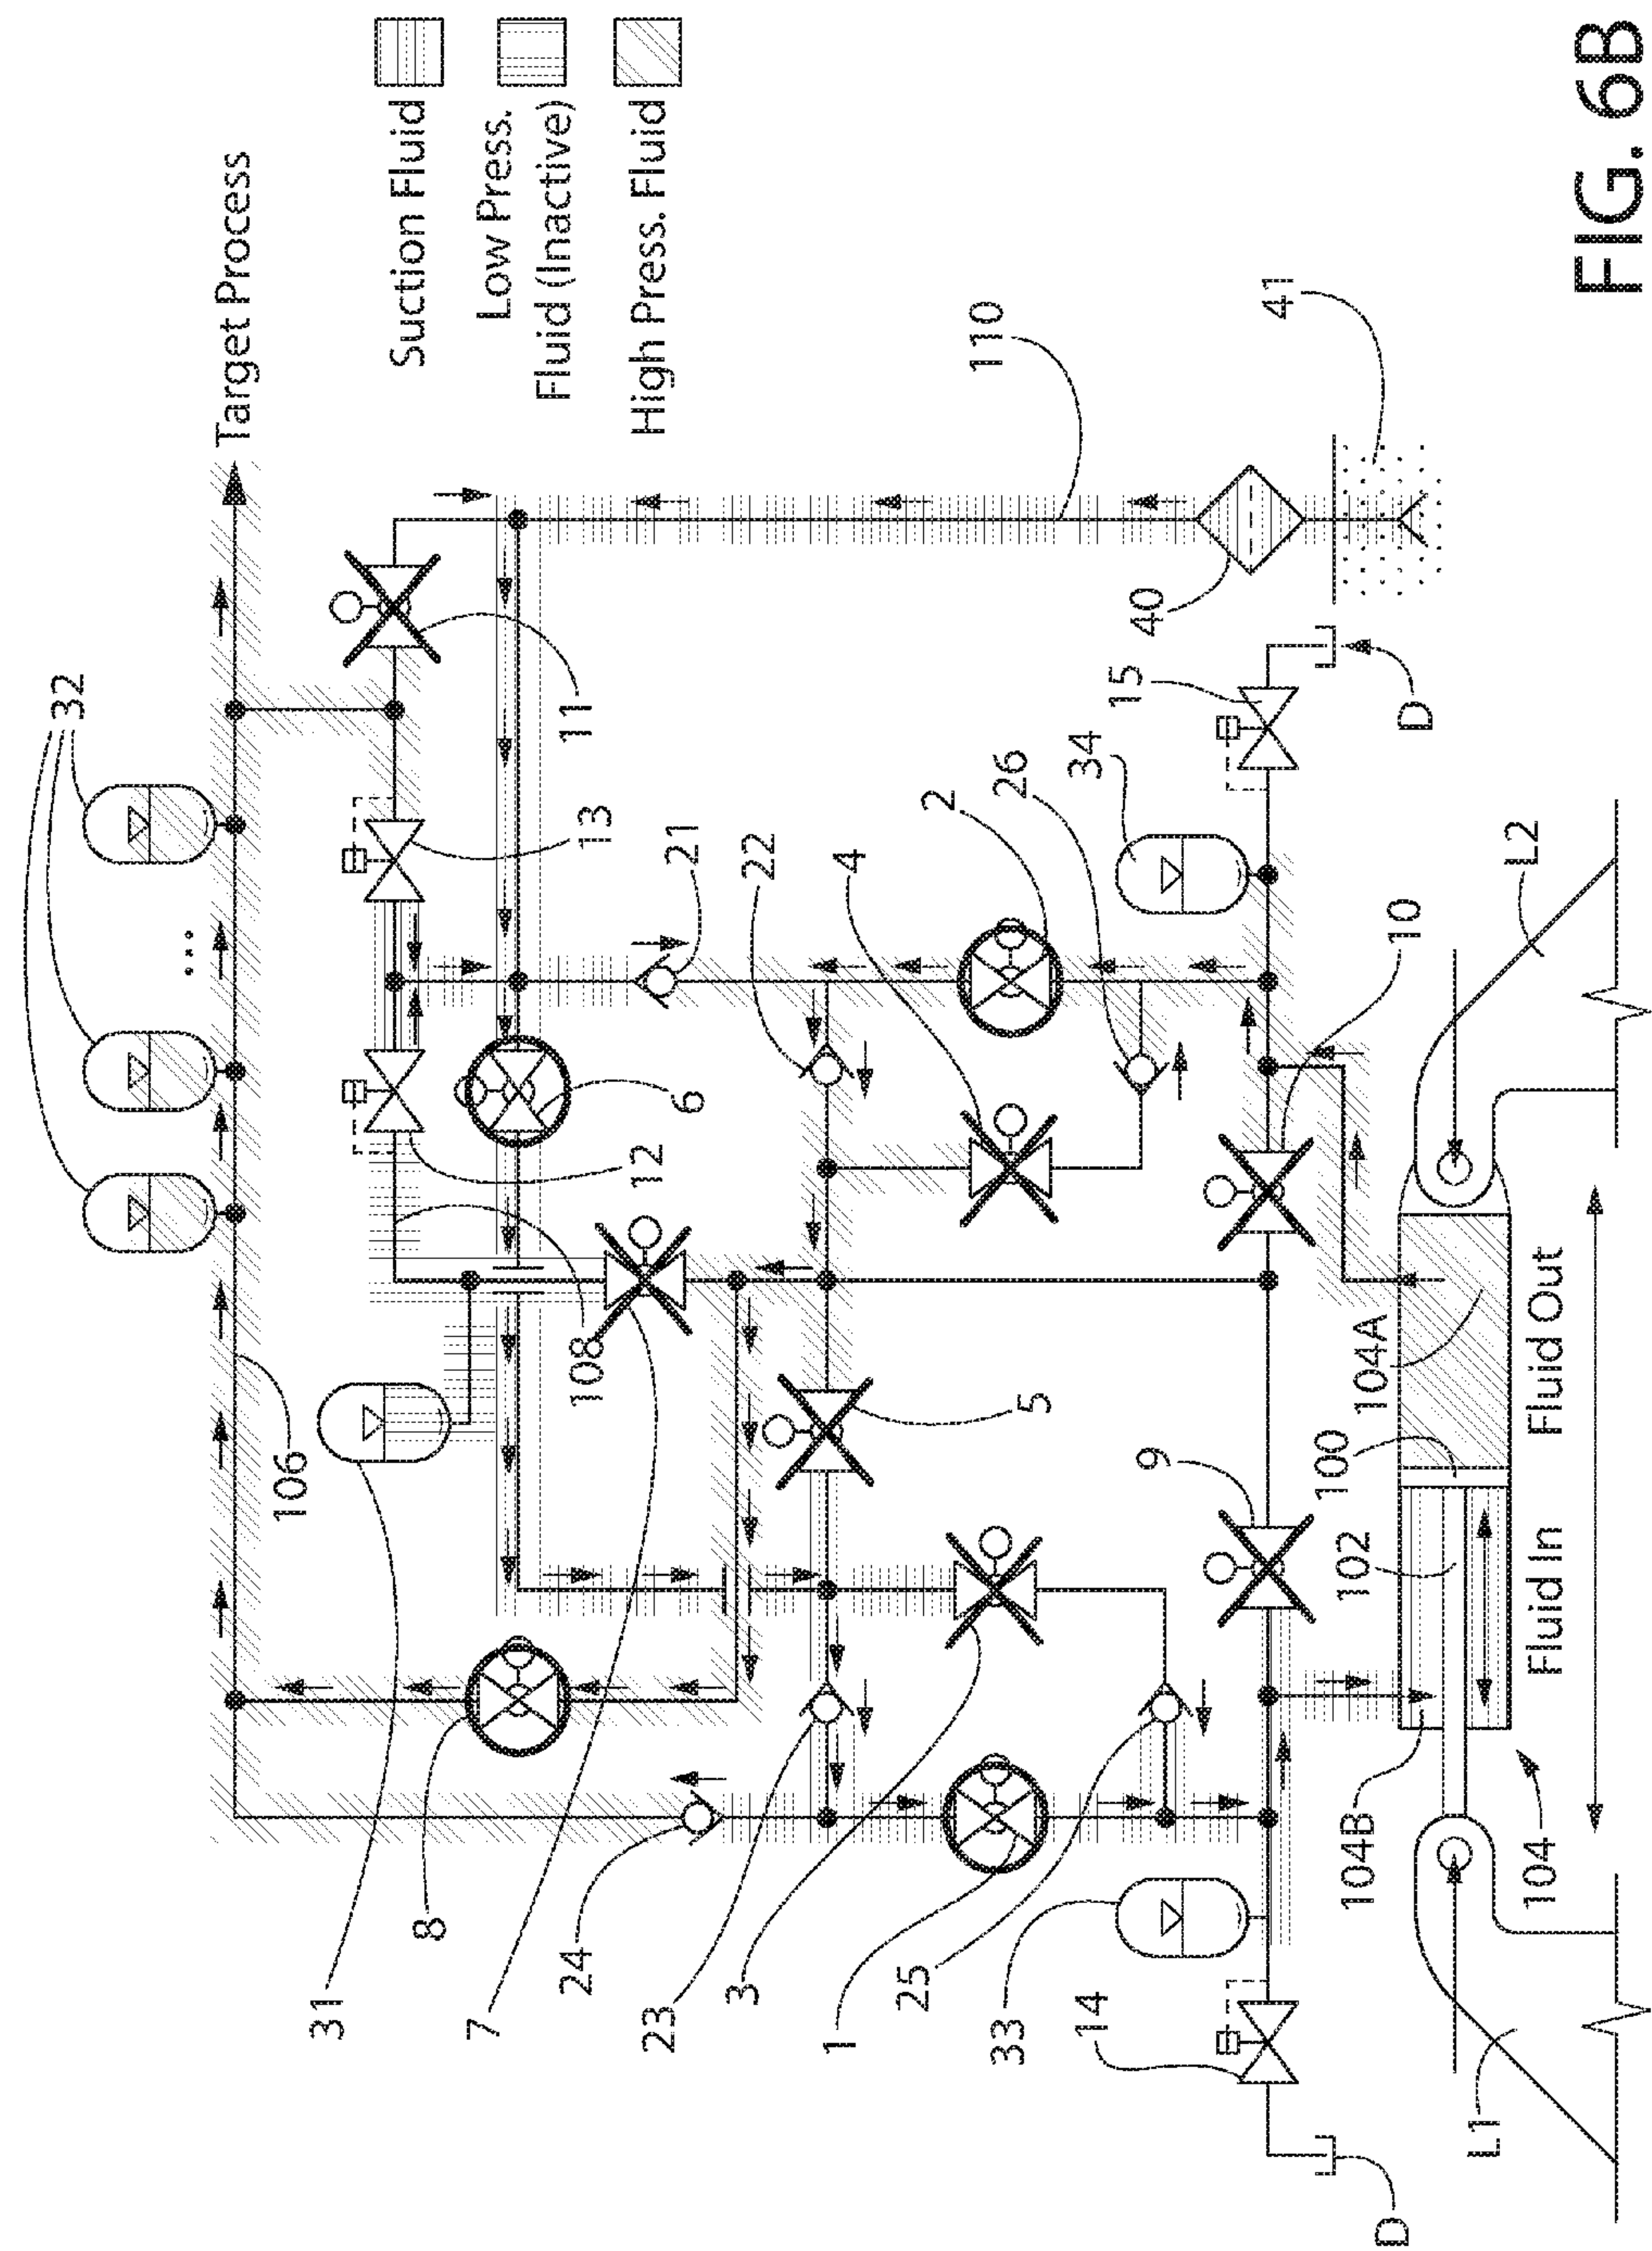 32
Target Process
106
31
Suction Fluid
8
7
Low Press.
Fluid (Inactive)
11
24
108
13
12
High Press. Fluid
23
21
6
3
22
1
4
25
2
110
33
26
5
34
14
15
40
9
41
100
102
104B
104A
D
10
D
L1
L2
104
Fluid In
Fluid Out
FIG. 6B